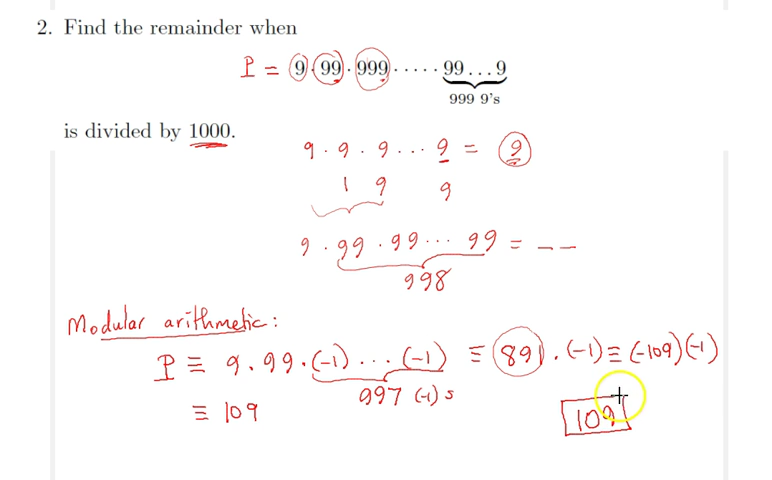 2. Find the remainder when
P = 9 · 99 · 999 · · · · · 99 . . . 9
999 9's
is divided by 1000.
9 · 9 · 9 · · · 9 = 9
1 9 9
9 · 99 · 99 · · · 99 = — —
998
Modular arithmetic:
P ≡ 9 . 99 . (-1) . . . (-1) ≡ 891 . (-1) ≡ (-109)(-1)
997 (-1) s
≡ 109
109